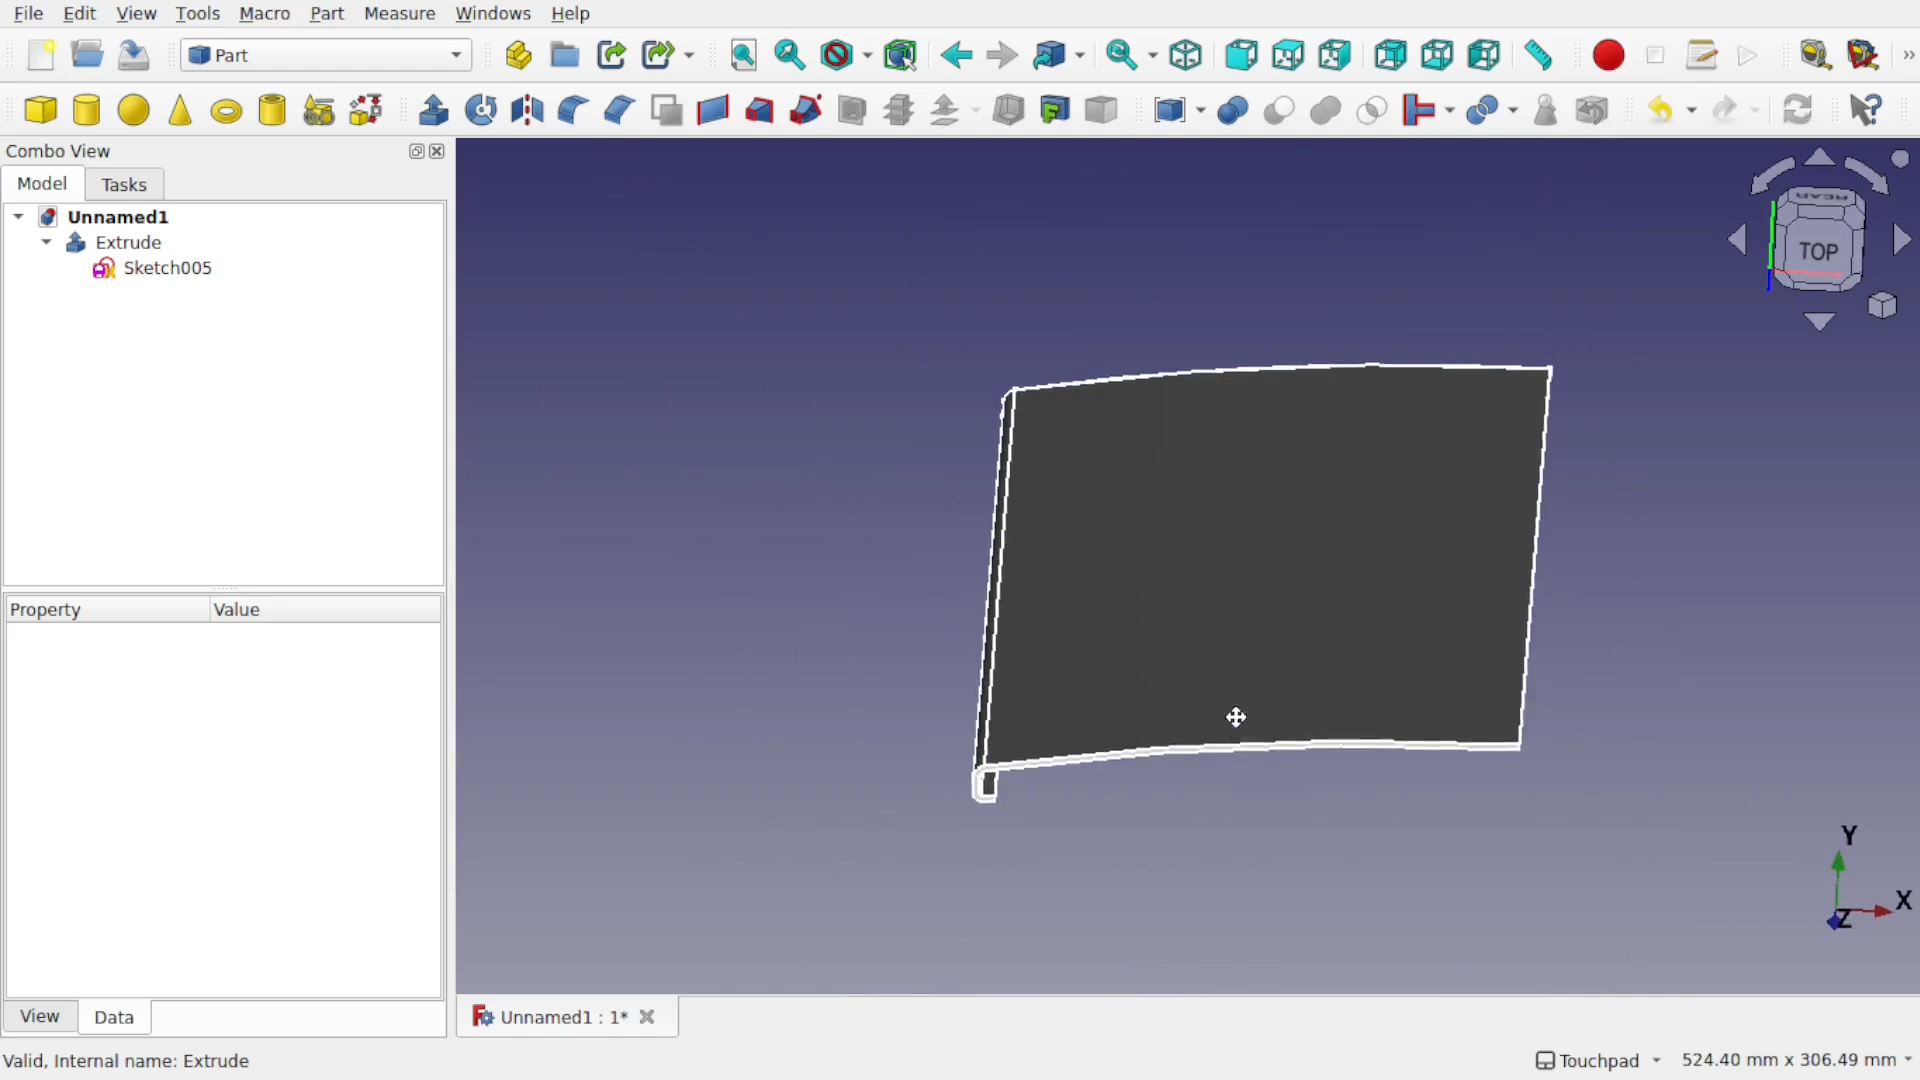 File Edit View Tools Macro Part Measure Windows Help
Part
»
Combo View
Model Tasks
Unnamed1
Extrude
Sketch005
Property Value
View Data
REAR
TOP
Y
X
Z
Unnamed1 : 1*
Valid, Internal name: Extrude
Touchpad 524.40 mm x 306.49 mm